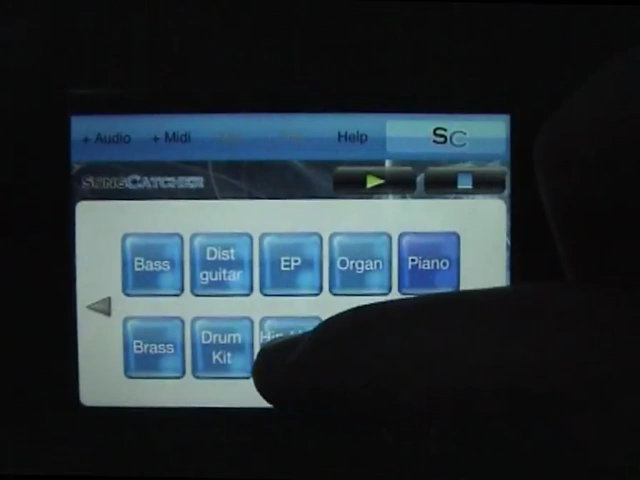 + Audio + Midi Help SC
SONGCATCHER
Bass Dist guitar EP Organ Piano
Brass Drum Kit